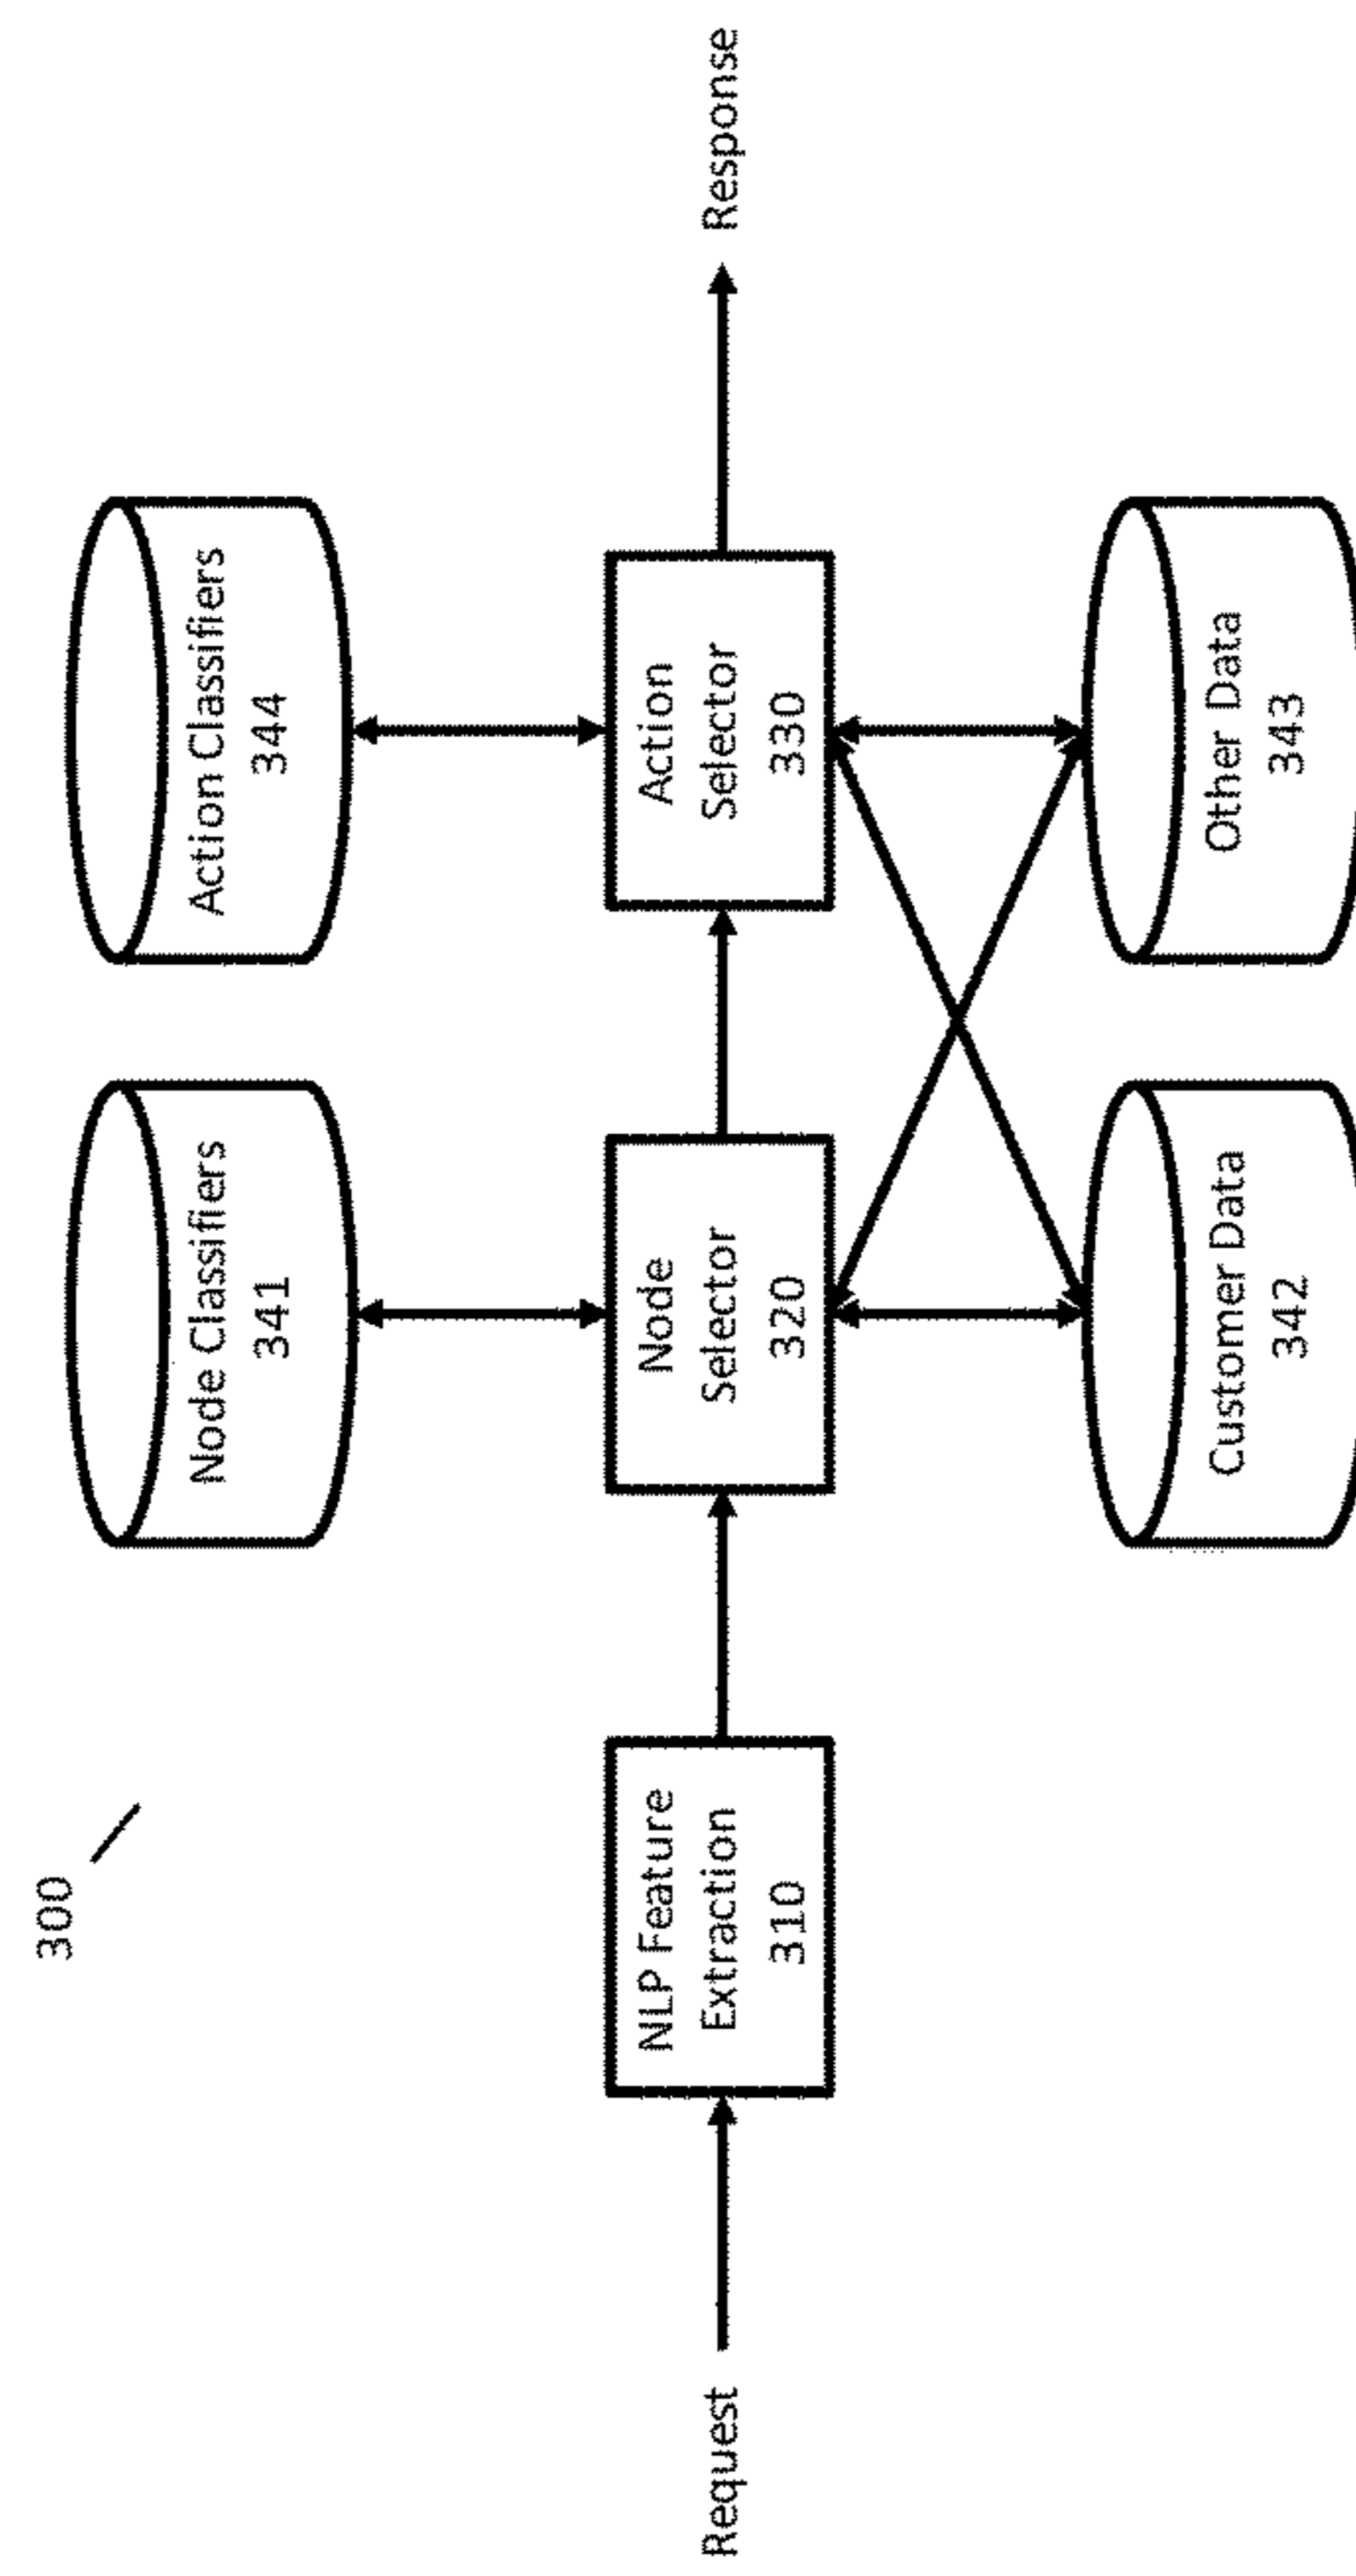 300
Node Classifiers
341
Action Classifiers
344
Request
NLP Feature
Extraction
310
Node
Selector
320
Action
Selector
330
Response
Customer Data
342
Other Data
343